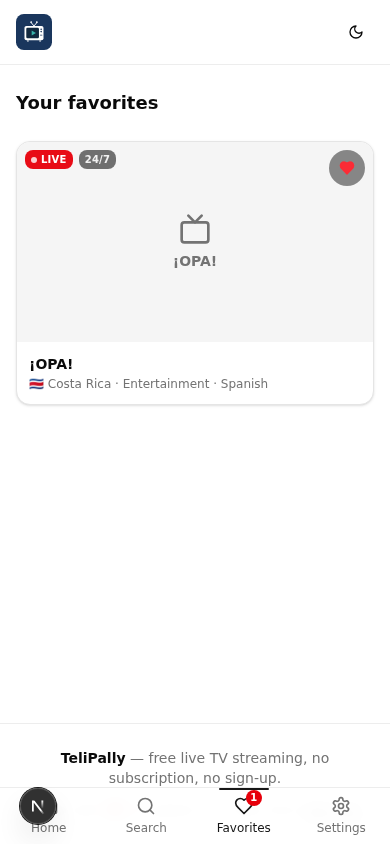 Your favorites
LIVE
24/7
¡OPA!
¡OPA!
Costa Rica · Entertainment · Spanish
TeliPally — free live TV streaming, no
subscription, no sign-up.
N
1
Home
Search
Favorites
Settings